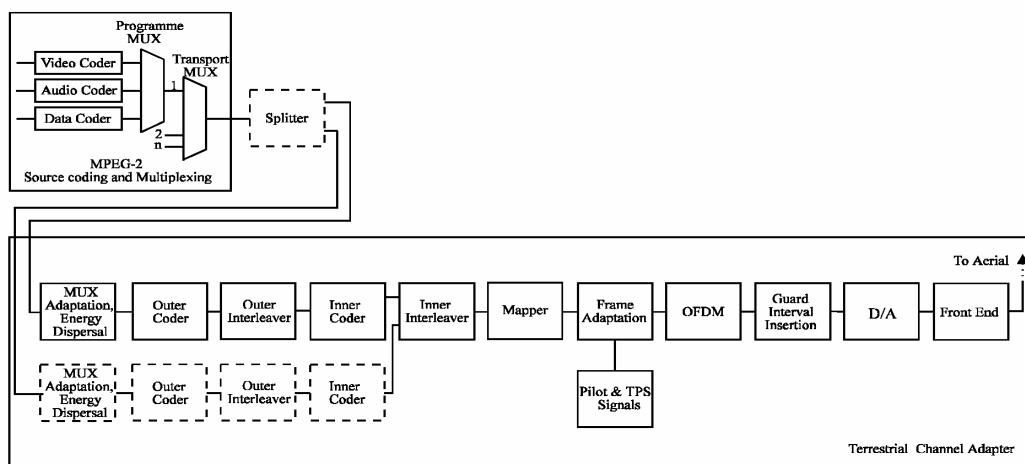 Programme
MUX
Transport
MUX
Video Coder
Audio Coder
Data Coder
1
2
n
MPEG-2
Source coding and Multiplexing
Splitter
To Aerial
MUX
Adaptation,
Energy
Dispersal
Outer
Coder
Outer
Interleaver
Inner
Coder
Inner
Interleaver
Mapper
Frame
Adaptation
OFDM
Guard
Interval
Insertion
D/A
Front End
MUX
Adaptation,
Energy
Dispersal
Outer
Coder
Outer
Interleaver
Inner
Coder
Pilot & TPS
Signals
Terrestrial Channel Adapter